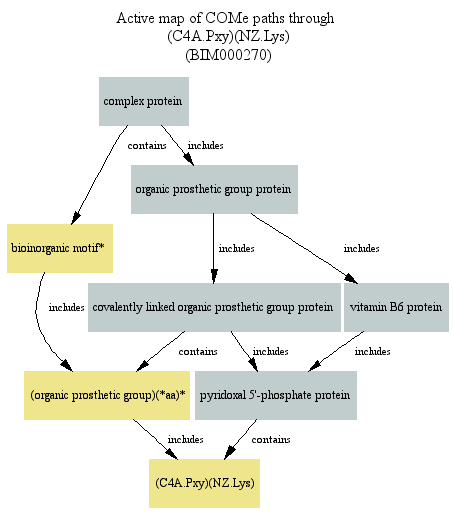 Active map of COMe paths through
(C4A.Pxy)(NZ.Lys)
(BIM000270)
complex protein
contains
includes
organic prosthetic group protein
bioinorganic motif*
includes
includes
covalently linked organic prosthetic group protein
vitamin B6 protein
includes
contains
includes
includes
(organic prosthetic group)(*aa)*
pyridoxal 5'-phosphate protein
includes
contains
(C4A.Pxy)(NZ.Lys)